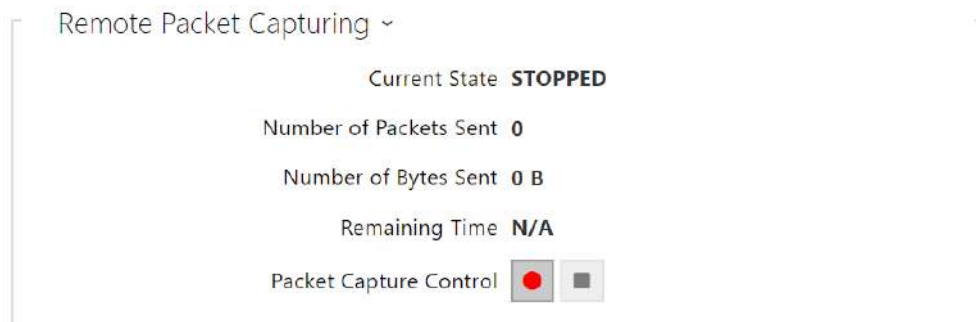 Remote Packet Capturing
Current State STOPPED
Number of Packets Sent 0
Number of Bytes Sent 0 B
Remaining Time N/A
Packet Capture Control